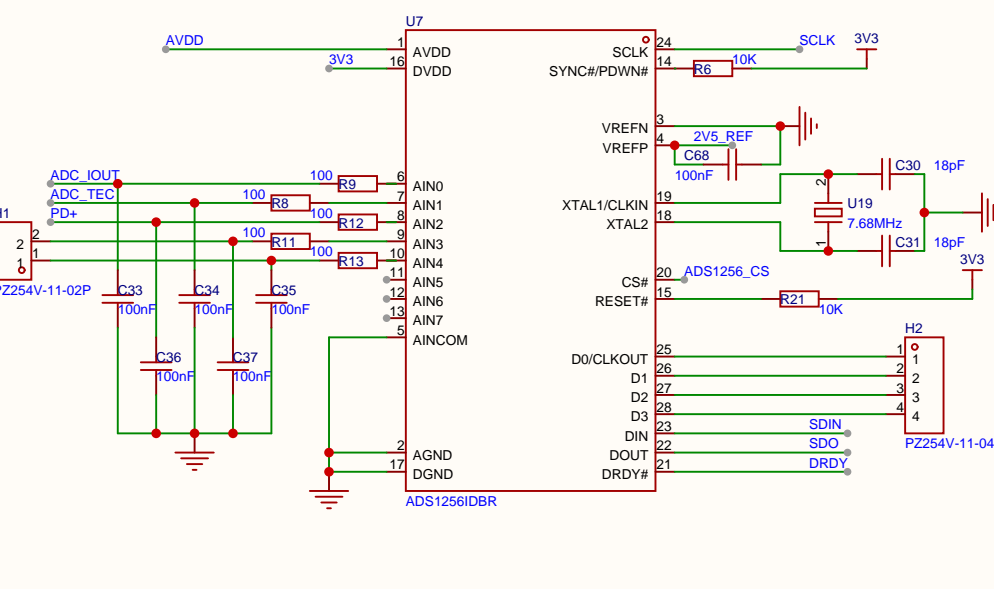 U7
AVDD
1
AVDD
3V3
16
DVDD
24
SCLK
SCLK
3V3
14
SYNC#/PDWN#
R6
10K
3
VREFN
4
VREFP
2V5_REF
C68
100nF
ADC_IOUT
100
R9
6
AIN0
ADC_TEC
100
R8
7
AIN1
PD+
100
R12
8
AIN2
2
2
100
R11
9
AIN3
1
1
100
R13
10
AIN4
PZ254V-11-02P
11
AIN5
12
AIN6
13
AIN7
5
AINCOM
19
XTAL1/CLKIN
18
XTAL2
C30
18pF
2
U19
7.68MHz
1
C31
18pF
20
CS#
ADS1256_CS
3V3
15
RESET#
R21
10K
C33
100nF
C34
100nF
C35
100nF
C36
100nF
C37
100nF
H2
25
D0/CLKOUT
1
1
26
D1
2
2
27
D2
3
3
28
D3
4
4
23
DIN
SDIN
PZ254V-11-04
22
DOUT
SDO
21
DRDY#
DRDY
2
AGND
17
DGND
ADS1256IDBR